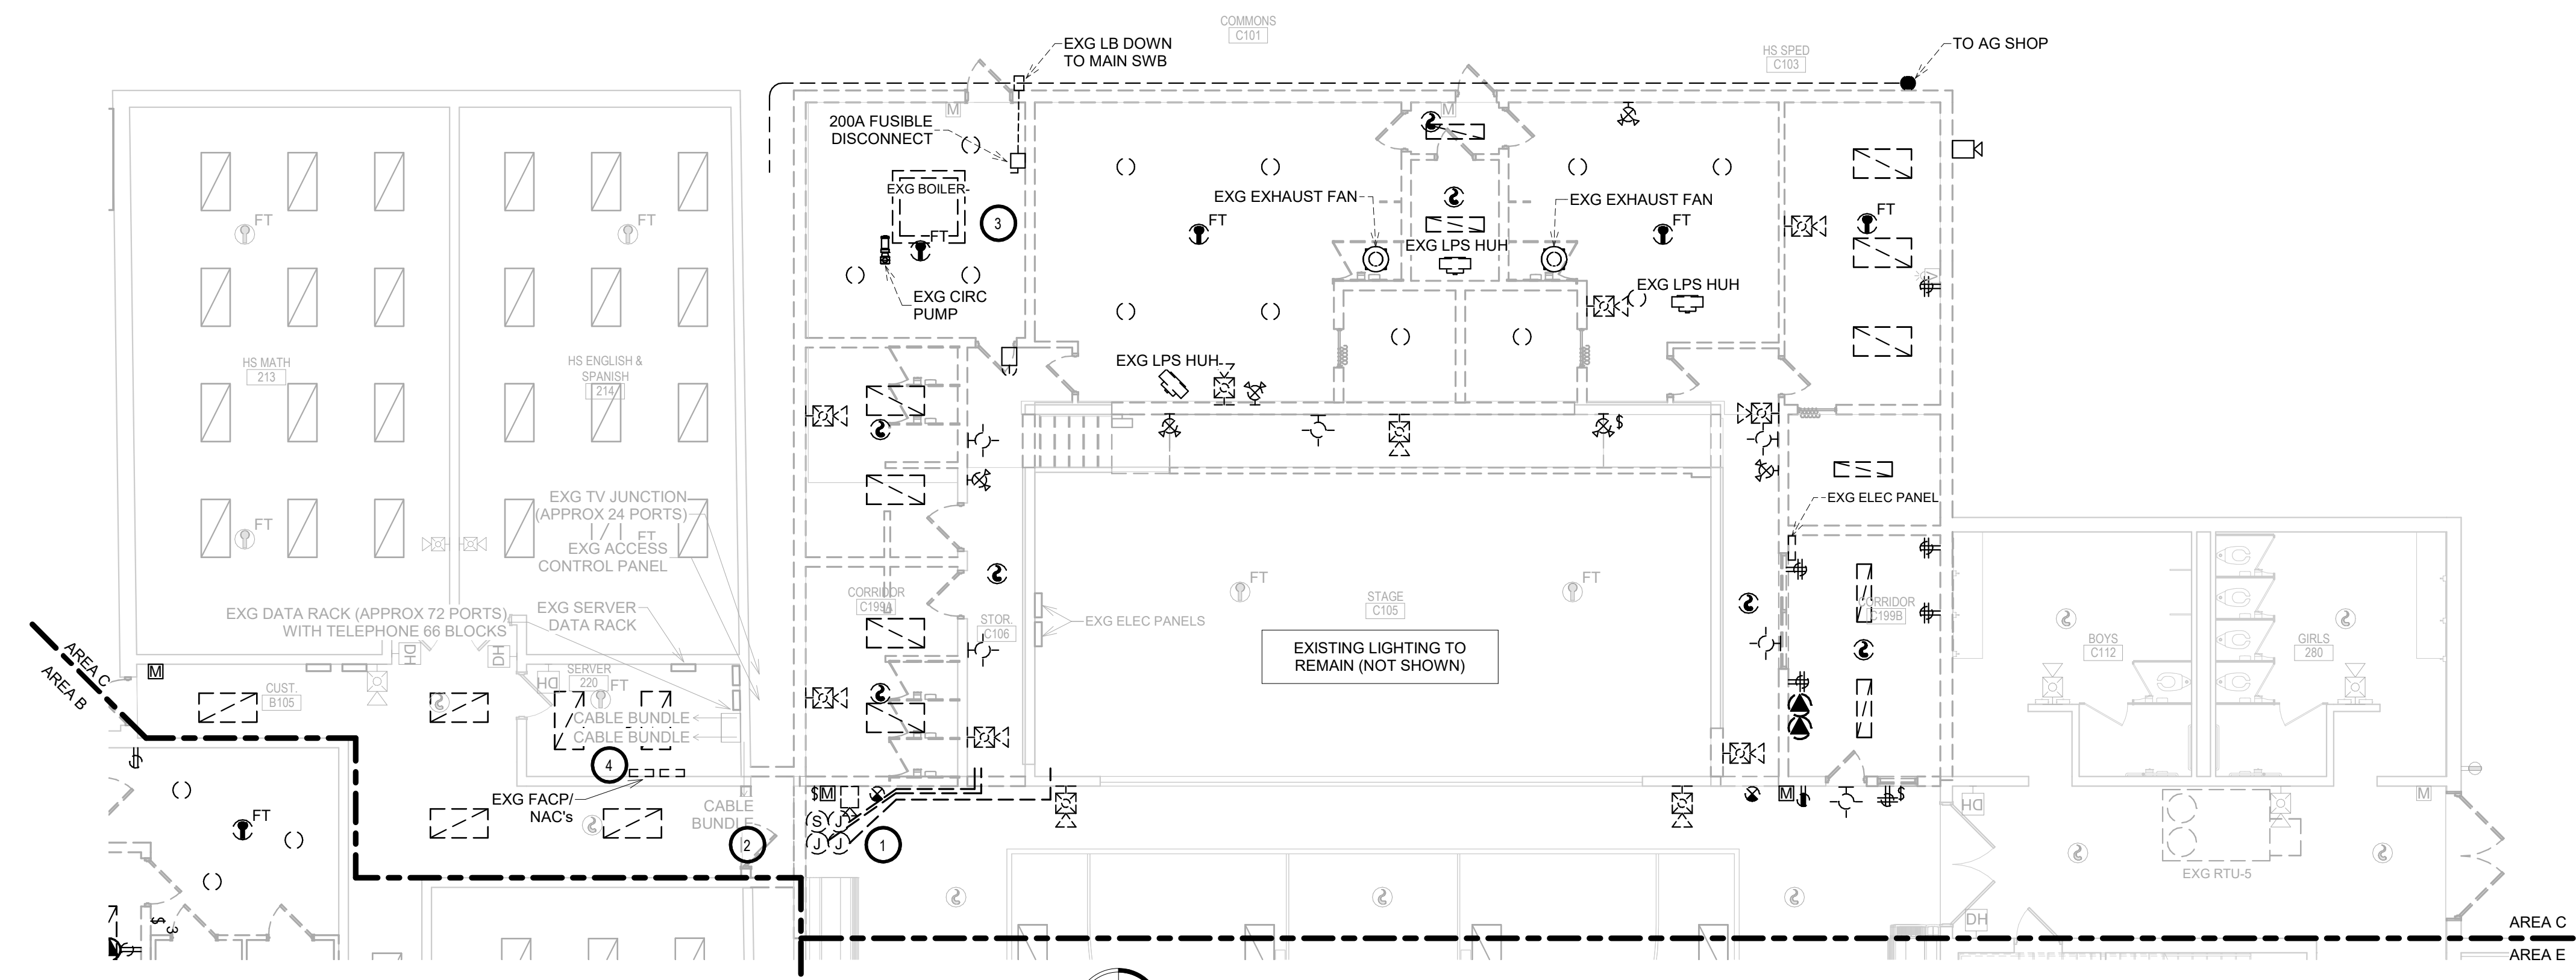 COMMONS
C101
EXG LB DOWN
TO MAIN SWB
HS SPED
C103
TO AG SHOP
200A FUSIBLE
DISCONNECT
M
M
EXG BOILER
3
FT
EXG CIRC
PUMP
FT
FT
EXG EXHAUST FAN
EXG EXHAUST FAN
FT
FT
FT
EXG LPS HUH
EXG LPS HUH
EXG LPS HUH
HS MATH
213
HS ENGLISH &
SPANISH
214
$
EXG ELEC PANEL
EXG TV JUNCTION
(APPROX 24 PORTS)
FT
FT
EXG ACCESS
CONTROL PANEL
EXG DATA RACK (APPROX 72 PORTS)
WITH TELEPHONE 66 BLOCKS
EXG SERVER
DATA RACK
CORRIDOR
C199A
STOR.
C106
EXG ELEC PANELS
FT
FT
STAGE
C105
EXISTING LIGHTING TO
REMAIN (NOT SHOWN)
CORRIDOR
C199B
BOYS
C112
GIRLS
280
AREA C
AREA B
M
CUST.
B105
DH
DH
DH
SERVER
220
FT
CABLE BUNDLE
CABLE BUNDLE
4
EXG FACP/
NAC's
CABLE
BUNDLE
2
$
M
S
J
J
J
1
M
$
DH
M
EXG RTU-5
FT
$
3
DH
AREA C
AREA E